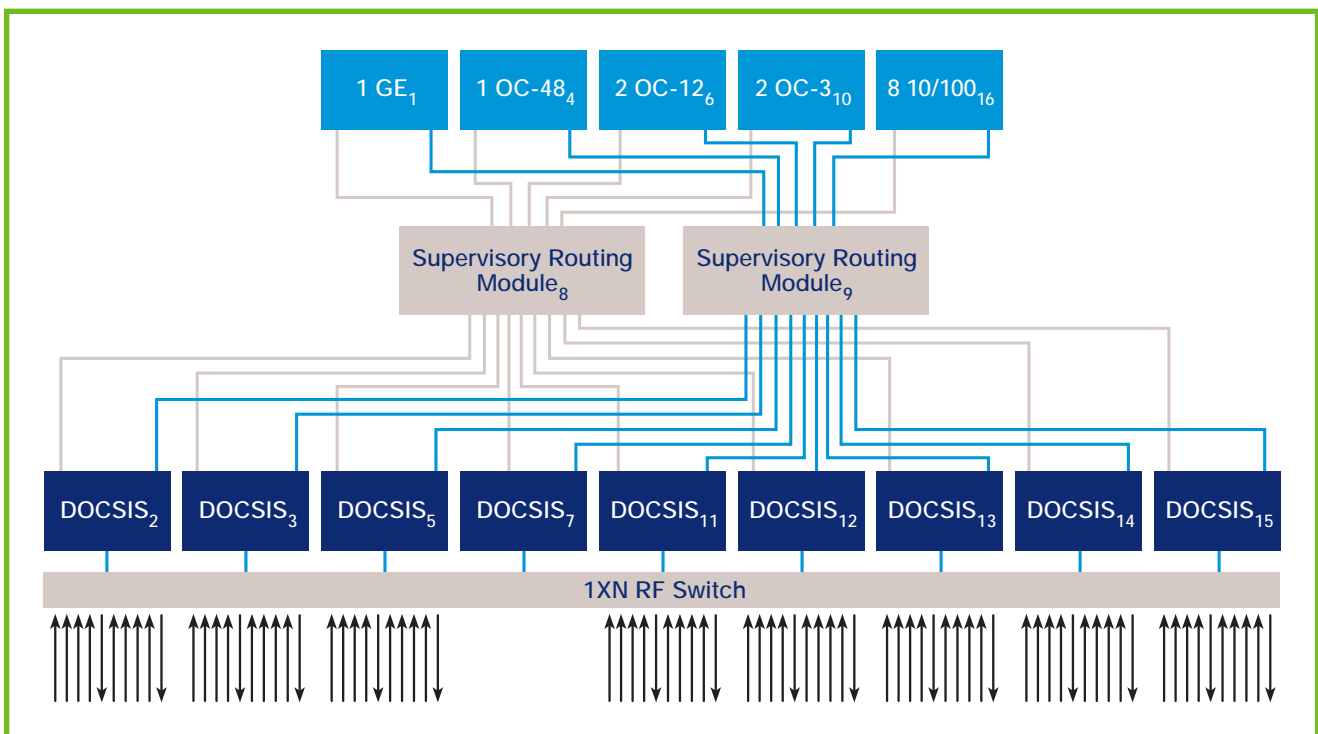 1 GE1
1 OC-484
2 OC-126
2 OC-310
8 10/10016
Supervisory Routing
Module8
Supervisory Routing
Module9
DOCSIS2
DOCSIS3
DOCSIS5
DOCSIS7
DOCSIS11
DOCSIS12
DOCSIS13
DOCSIS14
DOCSIS15
1XN RF Switch